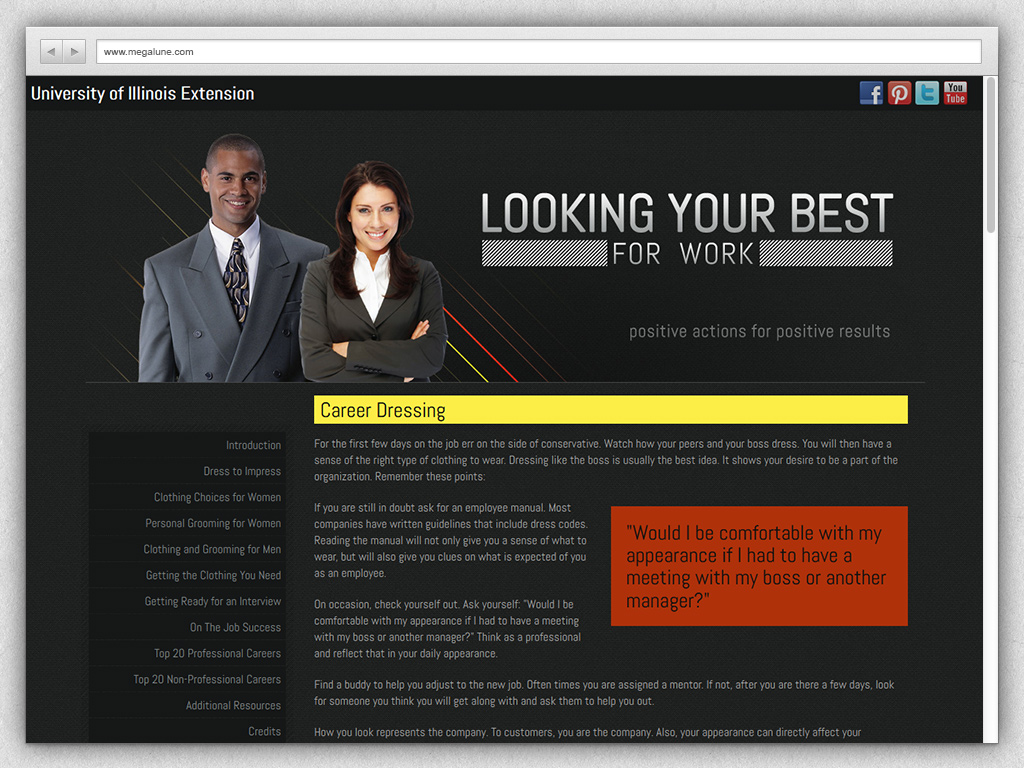 www.megalune.com
University of Illinois Extension
f
p
t
You
Tube
LOOKING YOUR BEST
FOR WORK
positive actions for positive results
Career Dressing
Introduction
Dress to Impress
Clothing Choices for Women
Personal Grooming for Women
Clothing and Grooming for Men
Getting the Clothing You Need
Getting Ready for an Interview
On The Job Success
Top 20 Professional Careers
Top 20 Non-Professional Careers
Additional Resources
Credits
For the first few days on the job err on the side of conservative. Watch how your peers and your boss dress. You will then have a
sense of the right type of clothing to wear. Dressing like the boss is usually the best idea. It shows your desire to be a part of the
organization. Remember these points:
If you are still in doubt ask for an employee manual. Most
companies have written guidelines that include dress codes.
Reading the manual will not only give you a sense of what to
wear, but will also give you clues on what is expected of you
as an employee.
"Would I be comfortable with my
appearance if I had to have a
meeting with my boss or another
manager?"
On occasion, check yourself out. Ask yourself: "Would I be
comfortable with my appearance if I had to have a meeting
with my boss or another manager?" Think as a professional
and reflect that in your daily appearance.
Find a buddy to help you adjust to the new job. Often times you are assigned a mentor. If not, after you are there a few days, look
for someone you think you will get along with and ask them to help you out.
How you look represents the company. To customers, you are the company. Also, your appearance can directly affect your